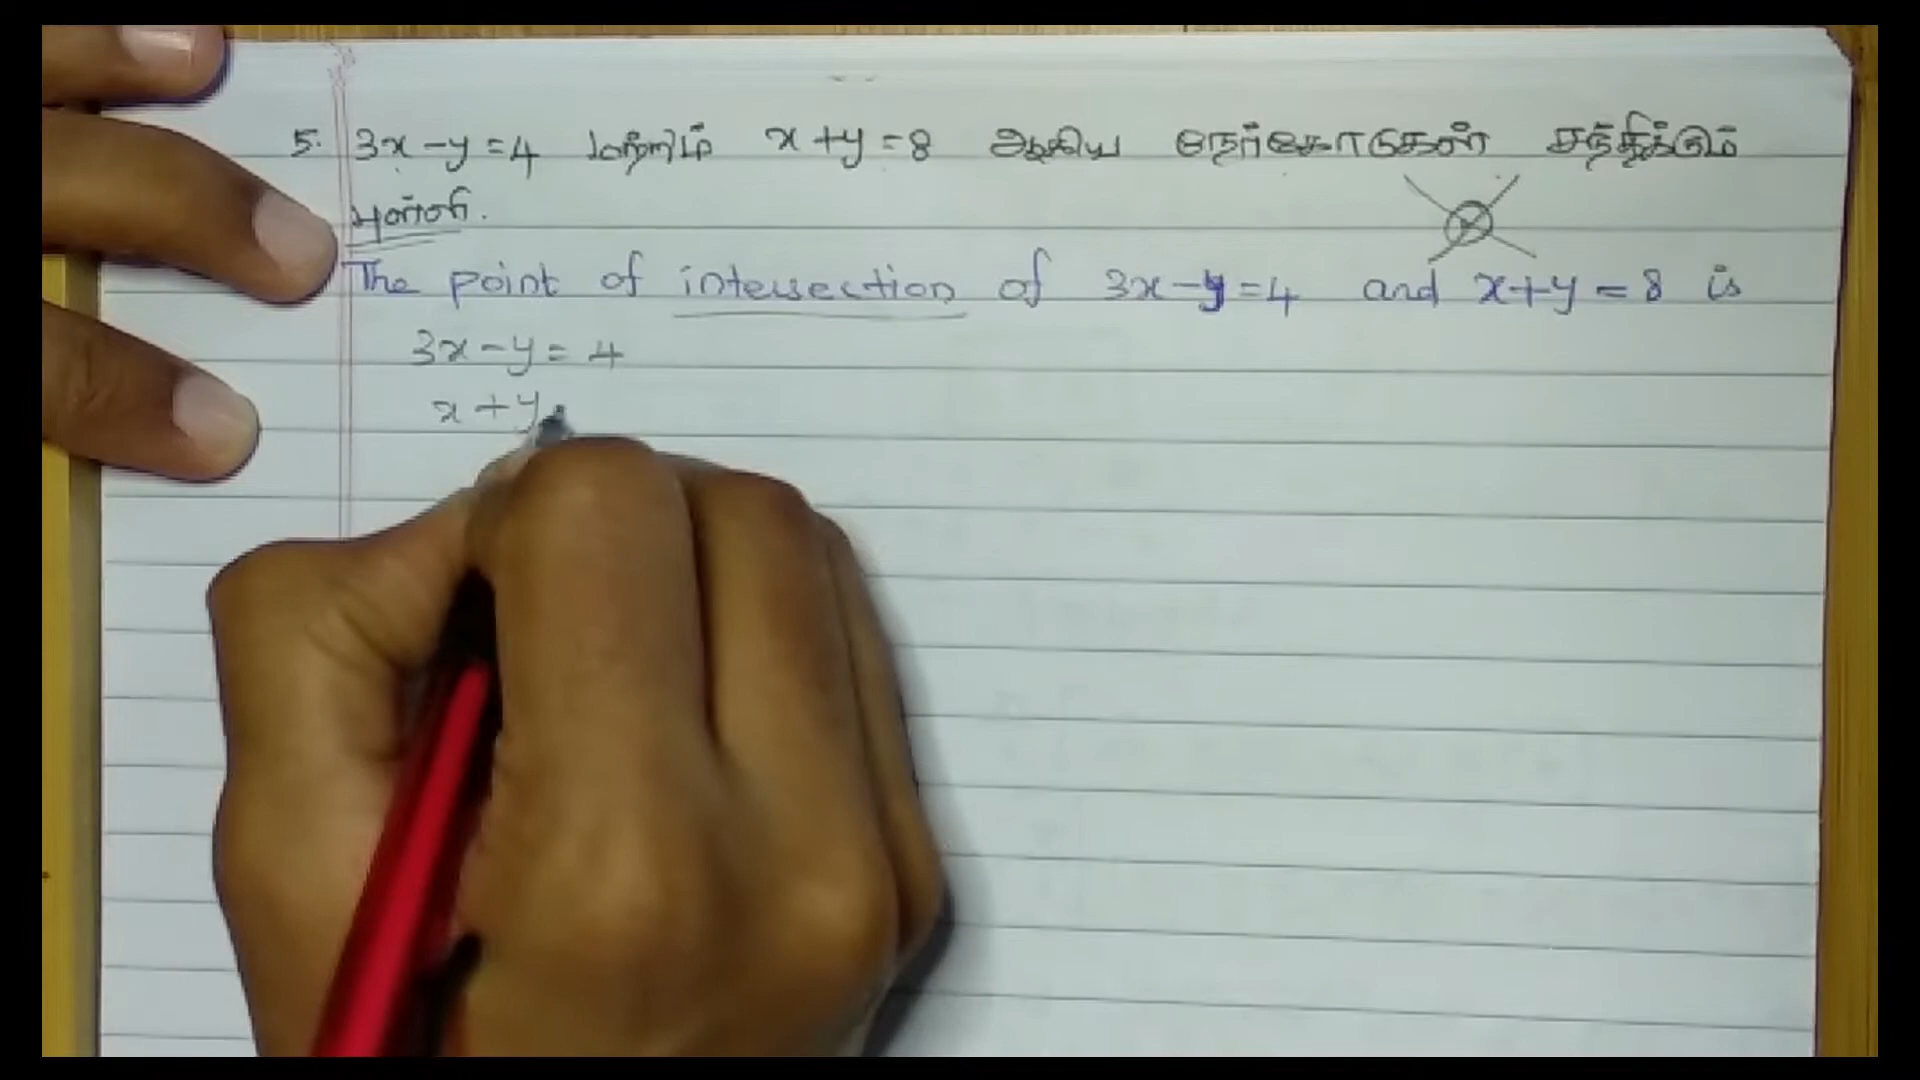 5. 3x-y=4 மற்றும் x+y=8 ஆகிய நேர்கோடுகள் சந்திக்கும்
புள்ளி.
The point of intersection of 3x-y=4 and x+y=8 is
3x-y=4
x+y